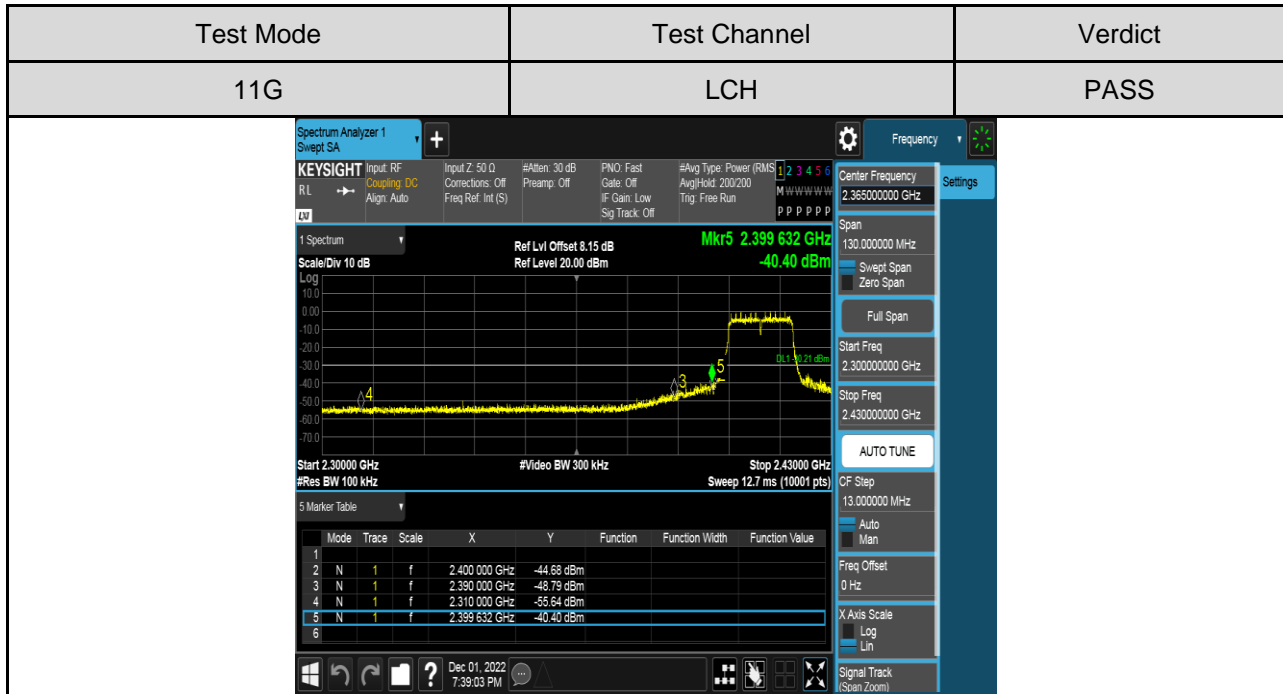 Test Mode Test Channel Verdict
11G LCH PASS
Spectrum Analyzer 1
Swept SA
+
Frequency
KEYSIGHT Input: RF Input Z: 50 Ω #Atten: 30 dB PNO: Fast #Avg Type: Power (RMS 1 2 3 4 5 6
RL Coupling: DC Corrections: Off Preamp: Off Gate: Off Avg|Hold: 200/200 M W W W W W
Align: Auto Freq Ref: Int (S) IF Gain: Low Trig: Free Run
LXI Sig Track: Off P P P P P P
1 Spectrum Ref Lvl Offset 8.15 dB Mkr5 2.399 632 GHz
Scale/Div 10 dB Ref Level 20.00 dBm -40.40 dBm
Log
10.0
0.00
-10.0
-20.0
-30.0
-40.0
-50.0
-60.0
-70.0
4
3
5
Start 2.30000 GHz #Video BW 300 kHz Stop 2.43000 GHz
#Res BW 100 kHz Sweep 12.7 ms (10001 pts)
5 Marker Table
Mode Trace Scale X Y Function Function Width Function Value
1
2 N 1 f 2.400 000 GHz -44.68 dBm
3 N 1 f 2.390 000 GHz -48.79 dBm
4 N 1 f 2.310 000 GHz -55.64 dBm
5 N 1 f 2.399 632 GHz -40.40 dBm
6
?
Dec 01, 2022
7:39:03 PM
Center Frequency
2.365000000 GHz
Settings
Span
130.000000 MHz
Swept Span
Zero Span
Full Span
Start Freq
2.300000000 GHz
Stop Freq
2.430000000 GHz
AUTO TUNE
CF Step
13.000000 MHz
Auto
Man
Freq Offset
0 Hz
X Axis Scale
Log
Lin
Signal Track
(Span Zoom)